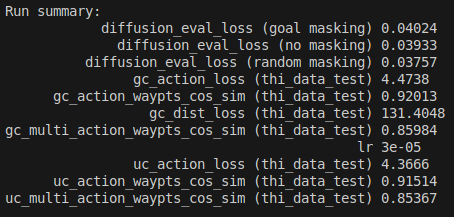 Run summary:
diffusion_eval_loss (goal masking) 0.04024
diffusion_eval_loss (no masking) 0.03933
diffusion_eval_loss (random masking) 0.03757
gc_action_loss (thi_data_test) 4.4738
gc_action_waypts_cos_sim (thi_data_test) 0.92013
gc_dist_loss (thi_data_test) 131.4048
gc_multi_action_waypts_cos_sim (thi_data_test) 0.85984
lr 3e-05
uc_action_loss (thi_data_test) 4.3666
uc_action_waypts_cos_sim (thi_data_test) 0.91514
uc_multi_action_waypts_cos_sim (thi_data_test) 0.85367